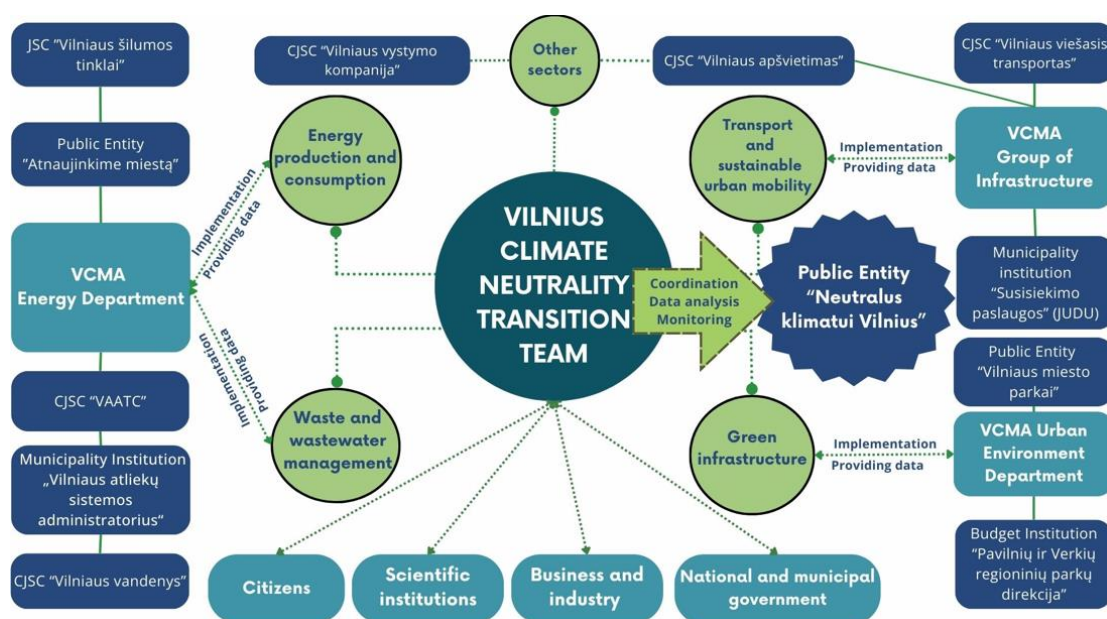 JSC “Vilniaus šilumos
tinklai”
Public Entity
“Atnaujinkime miestą”
VCMA
Energy Department
CJSC “VAATC”
Municipality Institution
„Vilniaus atliekų
sistemos
administratorius“
CJSC “Vilniaus vandenys”
CJSC “Vilniaus vystymo
kompanija”
Other
sectors
CJSC “Vilniaus apšvietimas”
Energy
production and
consumption
Implementation
Providing data
Providing data
Implementation
Waste and
wastewater
management
VILNIUS
CLIMATE
NEUTRALITY
TRANSITION
TEAM
Coordination
Data analysis
Monitoring
Public Entity
“Neutralus
klimatui Vilnius”
Transport
and
sustainable
urban mobility
Implementation
Providing data
Green
infrastructure
Implementation
Providing data
CJSC “Vilniaus viešasis
transportas”
VCMA
Group of
Infrastructure
Municipality
institution
“Susisiekimo
paslaugos” (JUDU)
Public Entity
“Vilniaus miesto
parkai”
VCMA Urban
Environment
Department
Budget Institution
“Pavilnių ir Verkių
regioninių parkų
direkcija”
Citizens
Scientific
institutions
Business and
industry
National and municipal
government